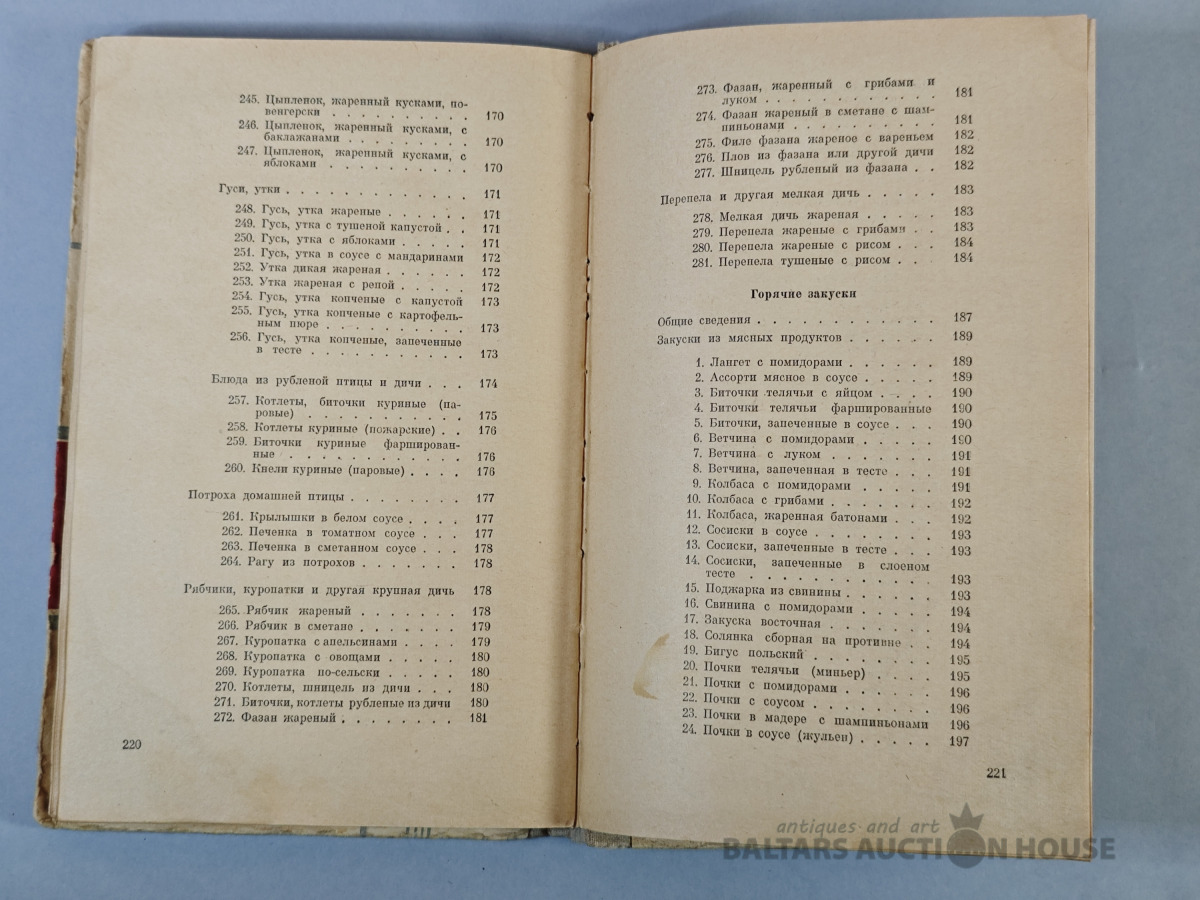 245. Цыпленок, жаренный кусками, по-
венгерски . . . . . . . . . . 170
246. Цыпленок, жаренный кусками, с
баклажанами . . . . . . . . . 170
247. Цыпленок, жаренный кусками, с
яблоками . . . . . . . . . . 170
Гуси, утки . . . . . . . . . . . . . 171
248. Гусь, утка жареные . . . . . . 171
249. Гусь, утка с тушеной капустой . . 171
250. Гусь, утка с яблоками . . . . . 171
251. Гусь, утка в соусе с мандаринами 172
252. Утка дикая жареная . . . . . . 172
253. Утка жареная с репой . . . . . 172
254. Гусь, утка копченые с капустой 173
255. Гусь, утка копченые с картофель-
ным пюре . . . . . . . . . . 173
256. Гусь, утка копченые, запеченные
в тесте . . . . . . . . . . . 173
Блюда из рубленой птицы и дичи . . . 174
257. Котлеты, биточки куриные (па-
ровые) . . . . . . . . . . . 175
258. Котлеты куриные (пожарские) . . 176
259. Биточки куриные фарширован-
ные . . . . . . . . . . . . 176
260. Кнели куриные (паровые) . . . . 176
Потроха домашней птицы . . . . . . . . 177
261. Крылышки в белом соусе . . . . 177
262. Печенка в томатном соусе . . . 177
263. Печенка в сметанном соусе . . . 178
264. Рагу из потрохов . . . . . . . 178
Рябчики, куропатки и другая крупная дичь 178
265. Рябчик жареный . . . . . . . 178
266. Рябчик в сметане . . . . . . . 179
267. Куропатка с апельсинами . . . . 179
268. Куропатка с овощами . . . . . 180
269. Куропатка по-сельски . . . . . 180
270. Котлеты, шницель из дичи . . . 180
271. Биточки, котлеты рубленые из дичи 180
272. Фазан жареный . . . . . . . . 181
220
273. Фазан, жаренный с грибами и
луком . . . . . . . . . . . . 181
274. Фазан жареный в сметане с шам-
пиньонами . . . . . . . . . . 181
275. Филе фазана жареное с вареньем 182
276. Плов из фазана или другой дичи 182
277. Шницель рубленый из фазана . . 182
Перепела и другая мелкая дичь . . . . . 183
278. Мелкая дичь жареная . . . . . 183
279. Перепела жареные с грибами . . 183
280. Перепела жареные с рисом . . . 184
281. Перепела тушеные с рисом . . . 184
Горячие закуски
Общие сведения . . . . . . . . . . . . 187
Закуски из мясных продуктов . . . . . . 189
1. Лангет с помидорами . . . . . . 189
2. Ассорти мясное в соусе . . . . . 189
3. Биточки телячьи с яйцом . . . . 190
4. Биточки телячьи фаршированные 190
5. Биточки, запеченные в соусе . . . 190
6. Ветчина с помидорами . . . . . 190
7. Ветчина с луком . . . . . . . . 191
8. Ветчина, запеченная в тесте . . . 191
9. Колбаса с помидорами . . . . . 191
10. Колбаса с грибами . . . . . . . 192
11. Колбаса, жаренная батонами . . . 192
12. Сосиски в соусе . . . . . . . . 193
13. Сосиски, запеченные в тесте . . . 193
14. Сосиски, запеченные в слоеном
тесте . . . . . . . . . . . . . 193
15. Поджарка из свинины . . . . . . 193
16. Свинина с помидорами . . . . . 194
17. Закуска восточная . . . . . . . 194
18. Солянка сборная на противне . . 194
19. Бигус польский . . . . . . . . 195
20. Почки телячьи (миньер) . . . . 195
21. Почки с помидорами . . . . . . 196
22. Почки с соусом . . . . . . . . 196
23. Почки в мадере с шампиньонами 196
24. Почки в соусе (жульен) . . . . . 197
221
antiques and art
BALTARS AUCTION HOUSE